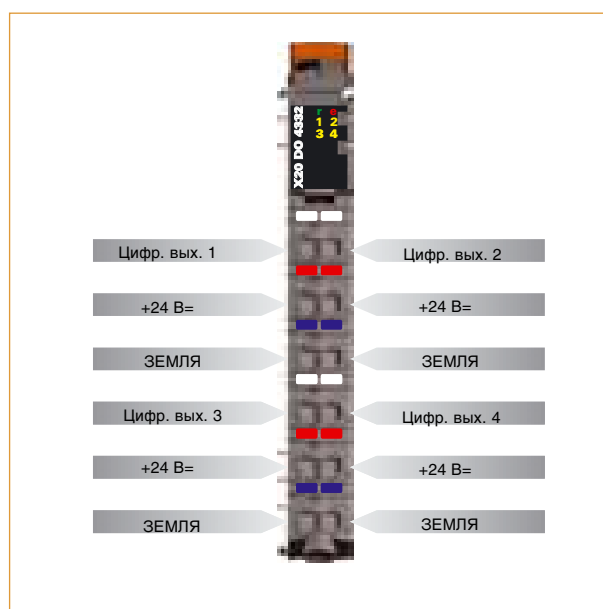 X20 DO 4332
r e
1 2
3 4
Цифр. вых. 1 Цифр. вых. 2
+24 В= +24 В=
ЗЕМЛЯ ЗЕМЛЯ
Цифр. вых. 3 Цифр. вых. 4
+24 В= +24 В=
ЗЕМЛЯ ЗЕМЛЯ